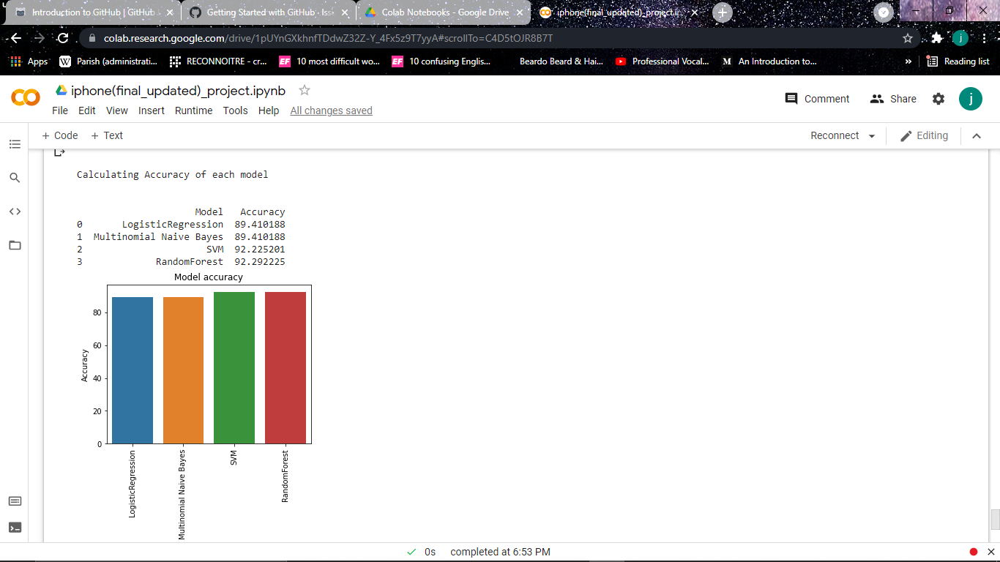 Introduction to GitHub | GitHub
Getting Started with GitHub · Iss
Colab Notebooks - Google Drive
iphone(final_updated)_project.i
colab.research.google.com/drive/1pUYnGXkhnfTDdwZ32Z-Y_4Fx5z9T7yyA#scrollTo=C4D5tOJR8B7T
j
Apps
W
Parish (administrati...
RECONNOITRE - cr...
EF
10 most difficult wo...
EF
10 confusing Englis...
Beardo Beard & Hai...
Professional Vocal...
M
An Introduction to...
»
Reading list
iphone(final_updated)_project.ipynb
Comment
Share
j
File Edit View Insert Runtime Tools Help All changes saved
+ Code + Text
Reconnect
Editing
Calculating Accuracy of each model
Model Accuracy
0 LogisticRegression 89.410188
1 Multinomial Naive Bayes 89.410188
2 SVM 92.225201
3 RandomForest 92.292225
Model accuracy
Accuracy
80
60
40
20
0
LogisticRegression
Multinomial Naive Bayes
SVM
RandomForest
0s completed at 6:53 PM